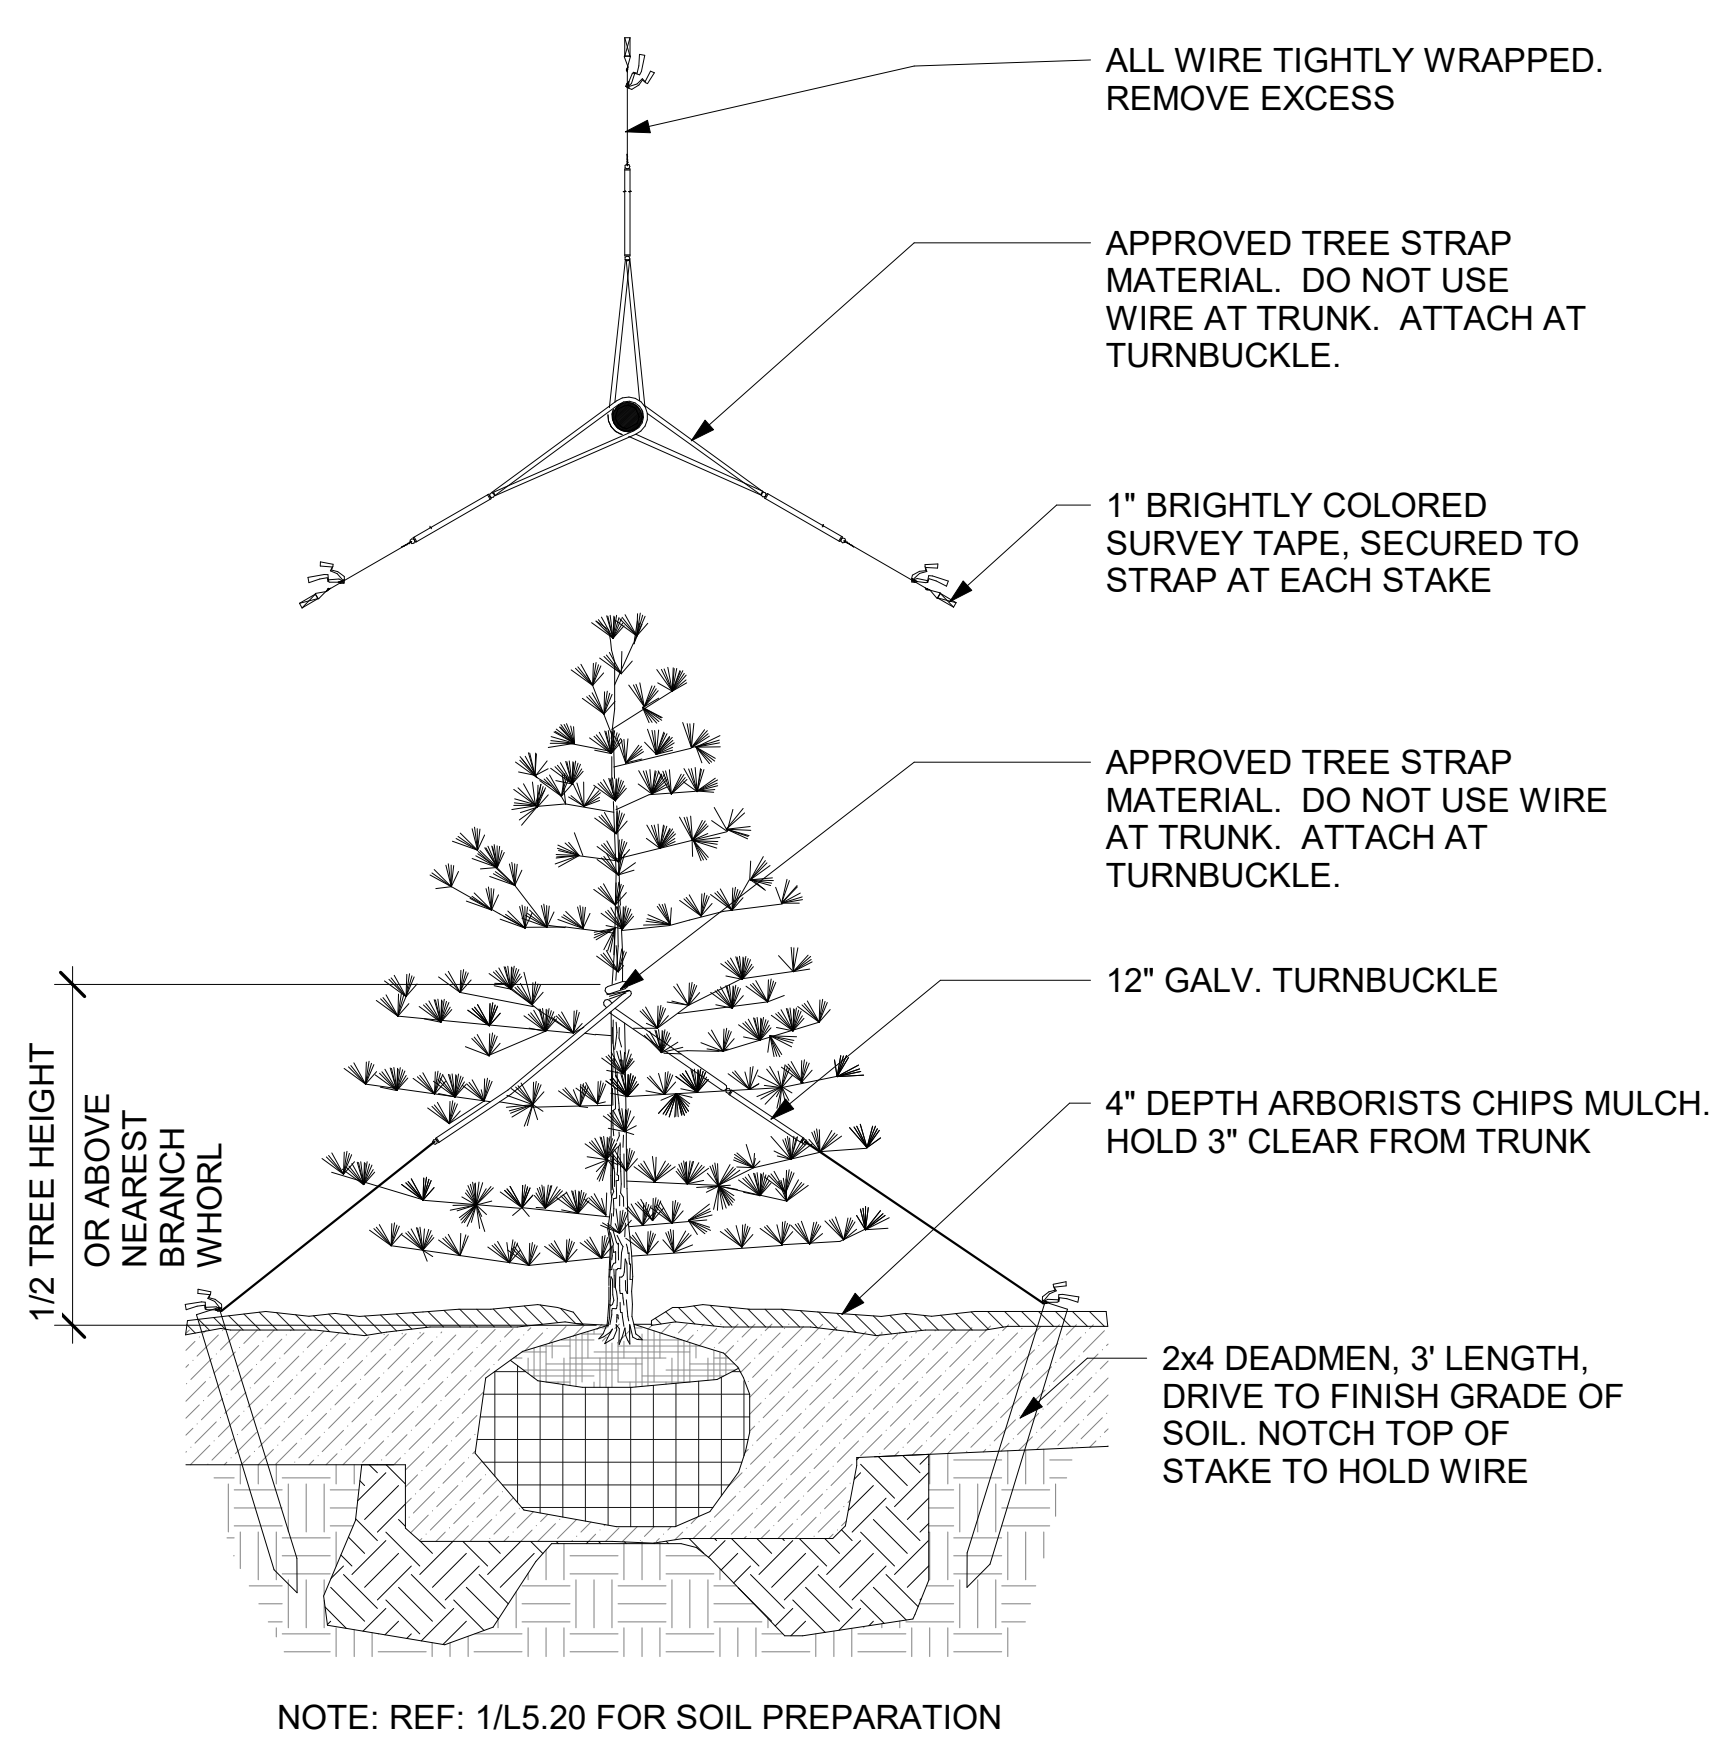 ALL WIRE TIGHTLY WRAPPED.
REMOVE EXCESS
APPROVED TREE STRAP
MATERIAL.  DO NOT USE
WIRE AT TRUNK.  ATTACH AT
TURNBUCKLE.
1" BRIGHTLY COLORED
SURVEY TAPE, SECURED TO
STRAP AT EACH STAKE
APPROVED TREE STRAP
MATERIAL.  DO NOT USE WIRE
AT TRUNK.  ATTACH AT
TURNBUCKLE.
12" GALV. TURNBUCKLE
4" DEPTH ARBORISTS CHIPS MULCH.
HOLD 3" CLEAR FROM TRUNK
1/2 TREE HEIGHT
OR ABOVE
NEAREST
BRANCH
WHORL
2x4 DEADMEN, 3' LENGTH,
DRIVE TO FINISH GRADE OF
SOIL. NOTCH TOP OF
STAKE TO HOLD WIRE
NOTE: REF: 1/L5.20 FOR SOIL PREPARATION